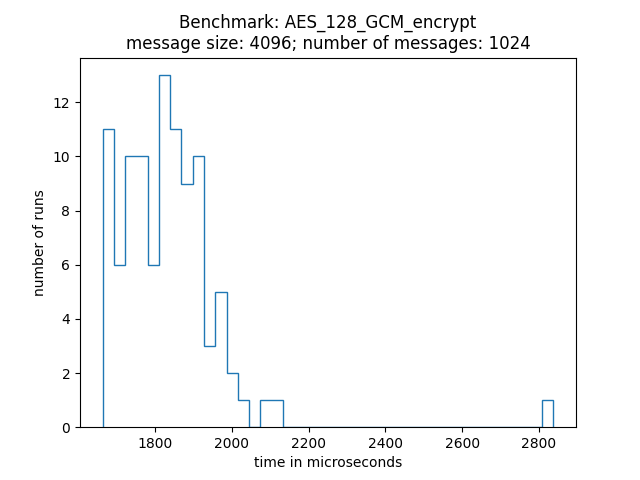 Benchmark: AES_128_GCM_encrypt
message size: 4096; number of messages: 1024
number of runs
12
10
8
6
4
2
0
1800 2000 2200 2400 2600 2800
time in microseconds